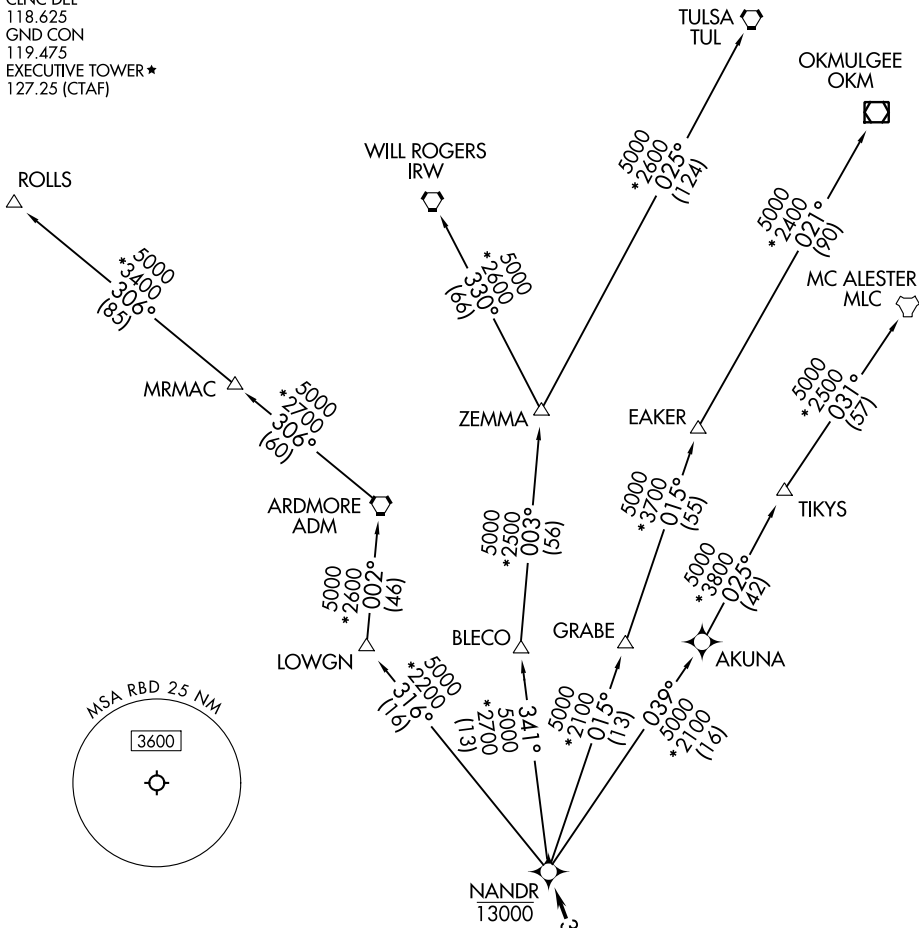 CLNC DEL
118.625
GND CON
119.475
EXECUTIVE TOWER★
127.25 (CTAF)
TULSA
TUL
OKMULGEE
OKM
WILL ROGERS
IRW
ROLLS
MC ALESTER
MLC
5000
*2600
025°
(124)
5000
*2400
021°
(90)
5000
*2600
330°
(66)
5000
*3400
306°
(85)
MRMAC
5000
*2700
306°
(60)
ZEMMA
EAKER
5000
*2500
031°
(57)
TIKYS
ARDMORE
ADM
5000
*2500
003°
(56)
5000
*3700
015°
(55)
5000
*3800
025°
(42)
5000
*2600
002°
(46)
LOWGN
BLECO
GRABE
AKUNA
5000
*2200
316°
(16)
341°
5000
*2700
(13)
5000
*2100
015°
(13)
039°
5000
*2100
(16)
MSA RBD 25 NM
3600
NANDR
13000